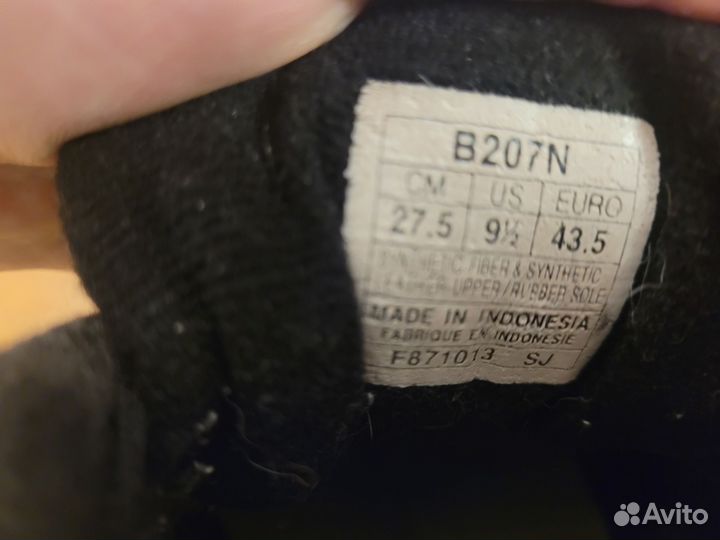 B207N
CM US EURO
27.5 9½ 43.5
SYNTHETIC FIBER & SYNTHETIC
LEATHER UPPER/RUBBER SOLE
MADE IN INDONESIA
FABRIQUE EN INDONESIE
F871013 SJ
Avito